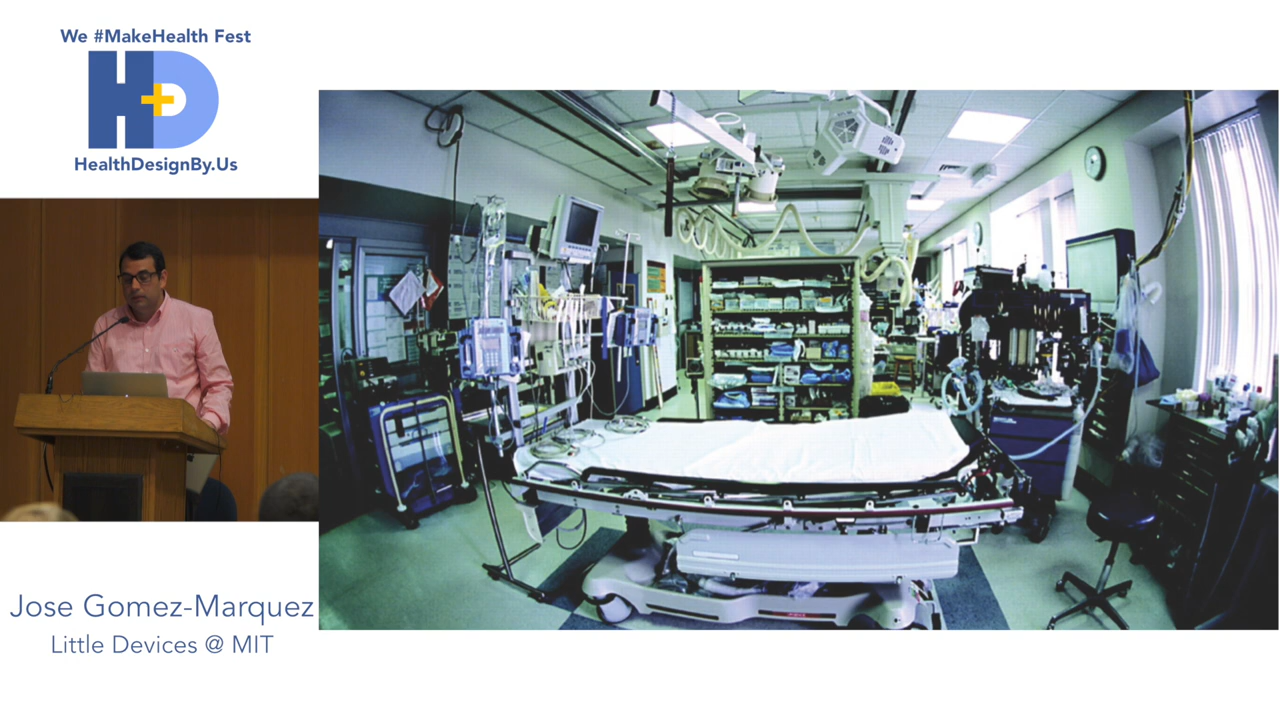 We #MakeHealth Fest
H+D
HealthDesignBy.Us
Jose Gomez-Marquez
Little Devices @ MIT